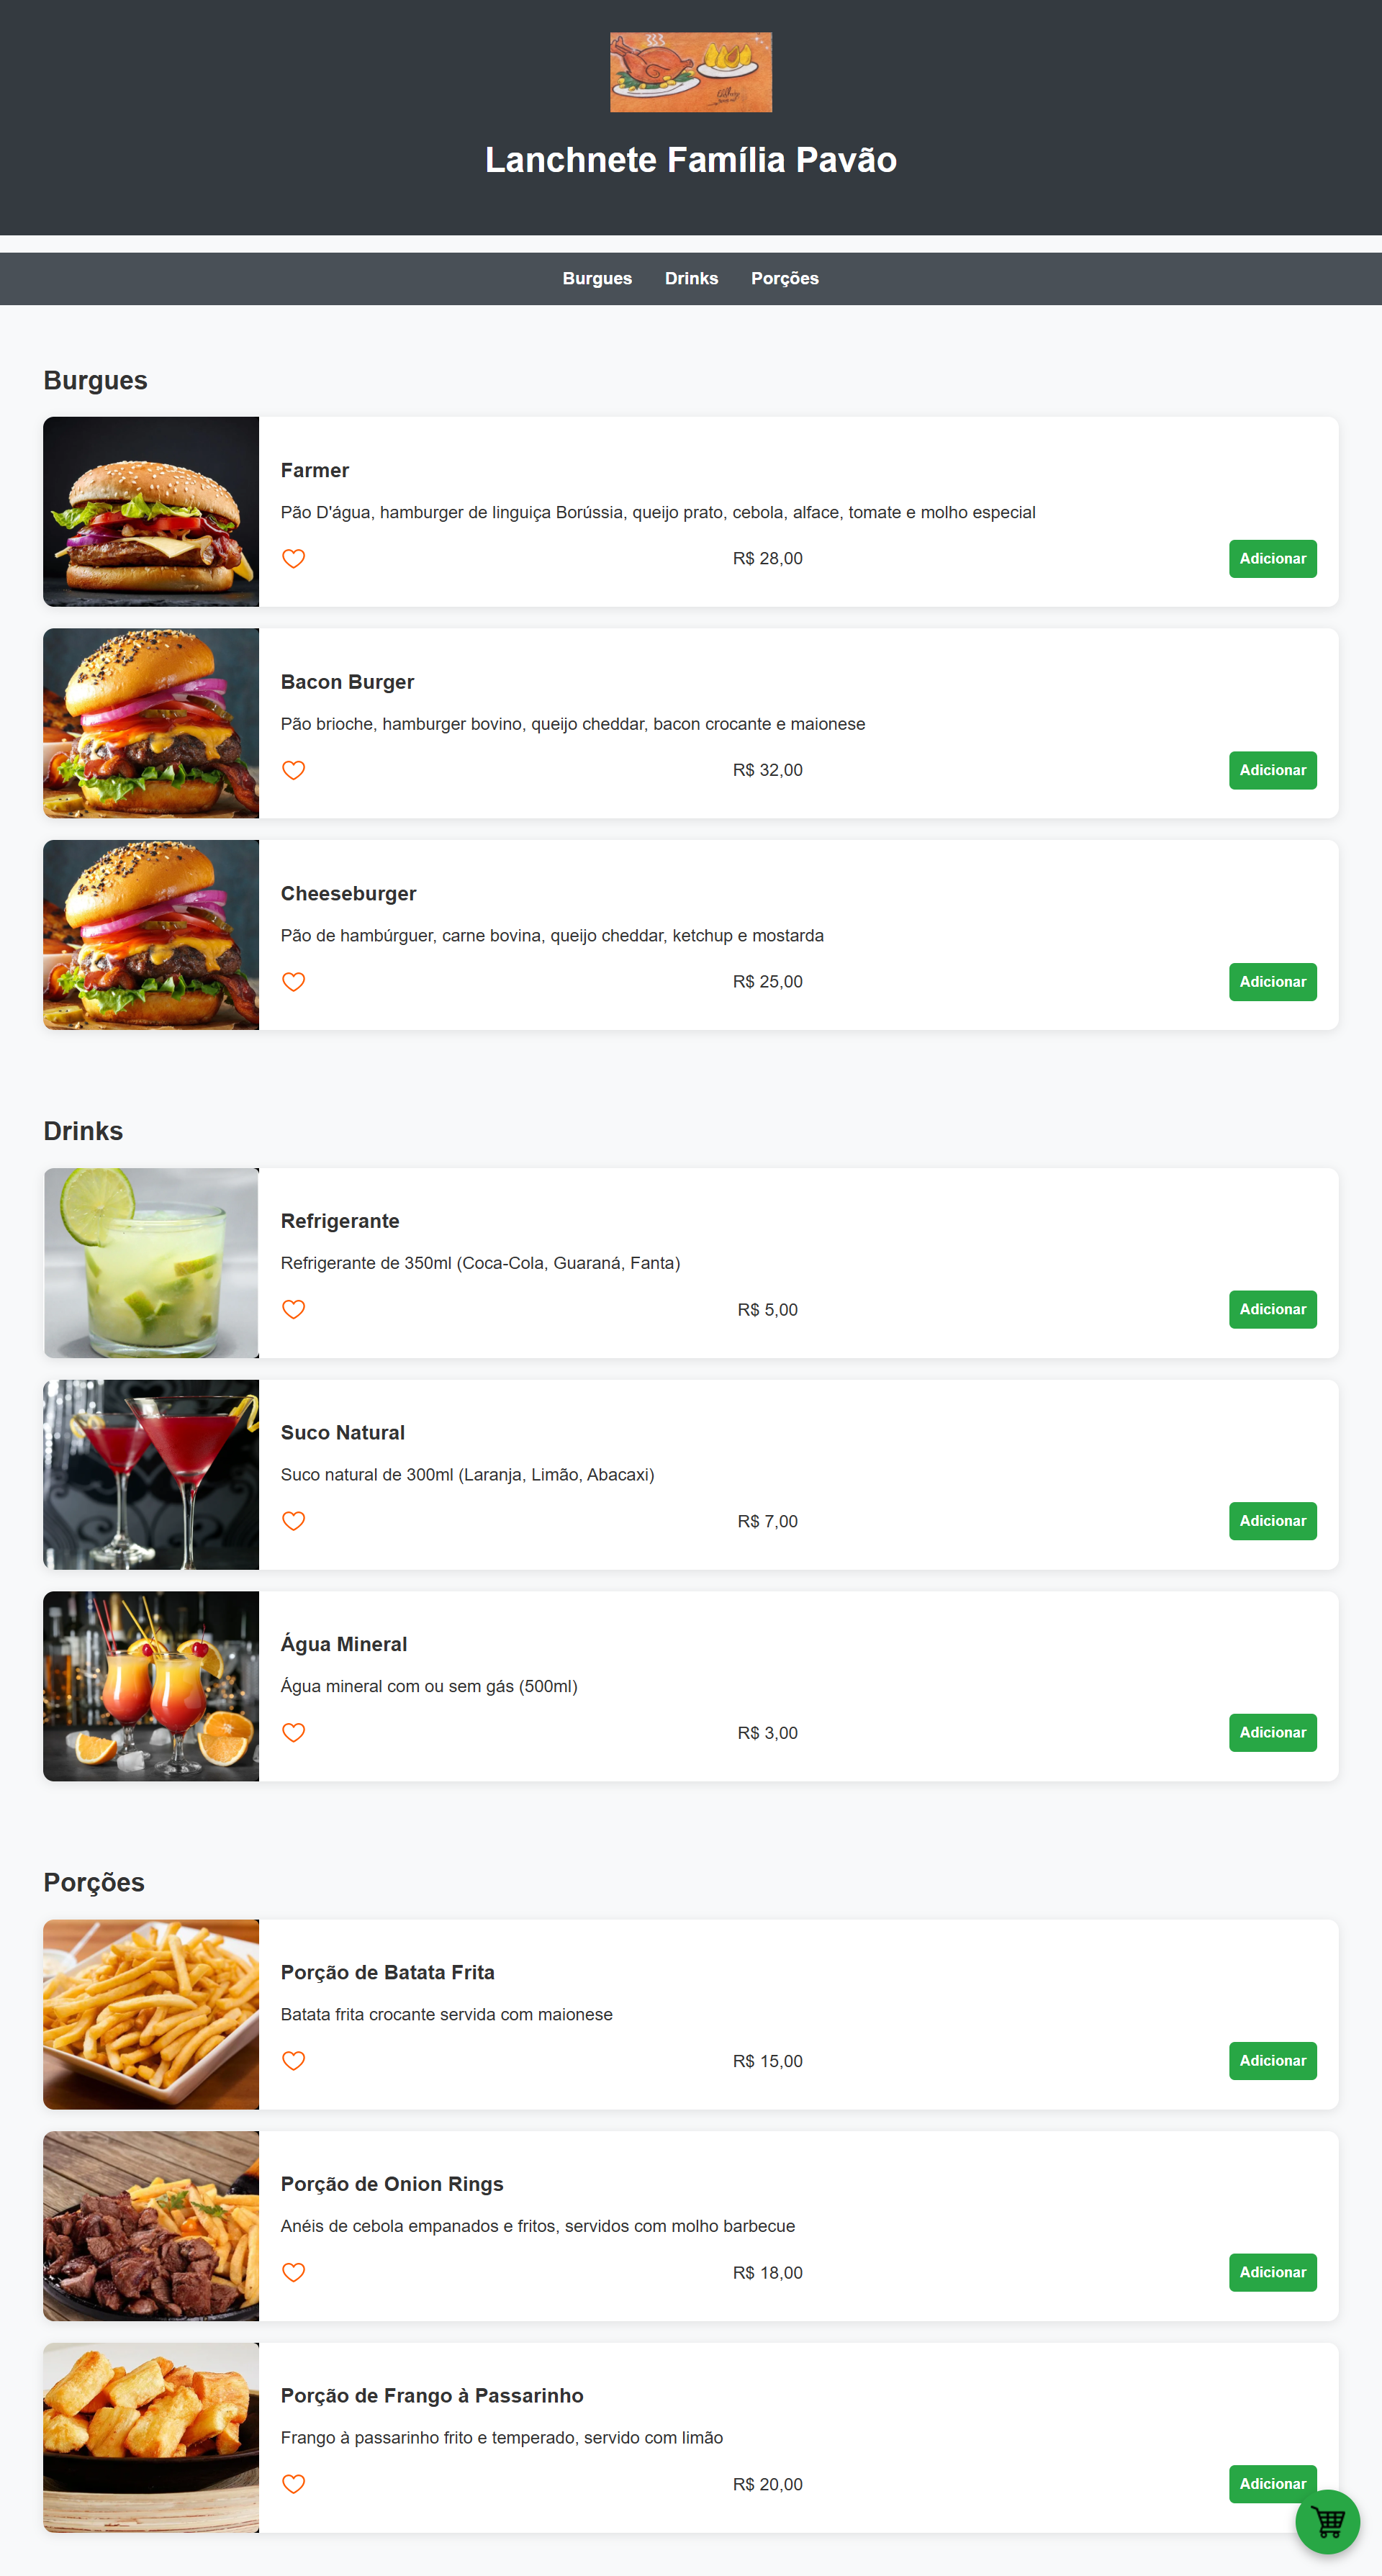 Lanchnete Família Pavão
Burgues Drinks Porções
Burgues
Farmer
Pão D'água, hamburger de linguiça Borússia, queijo prato, cebola, alface, tomate e molho especial
R$ 28,00 Adicionar
Bacon Burger
Pão brioche, hamburger bovino, queijo cheddar, bacon crocante e maionese
R$ 32,00 Adicionar
Cheeseburger
Pão de hambúrguer, carne bovina, queijo cheddar, ketchup e mostarda
R$ 25,00 Adicionar
Drinks
Refrigerante
Refrigerante de 350ml (Coca-Cola, Guaraná, Fanta)
R$ 5,00 Adicionar
Suco Natural
Suco natural de 300ml (Laranja, Limão, Abacaxi)
R$ 7,00 Adicionar
Água Mineral
Água mineral com ou sem gás (500ml)
R$ 3,00 Adicionar
Porções
Porção de Batata Frita
Batata frita crocante servida com maionese
R$ 15,00 Adicionar
Porção de Onion Rings
Anéis de cebola empanados e fritos, servidos com molho barbecue
R$ 18,00 Adicionar
Porção de Frango à Passarinho
Frango à passarinho frito e temperado, servido com limão
R$ 20,00 Adicionar